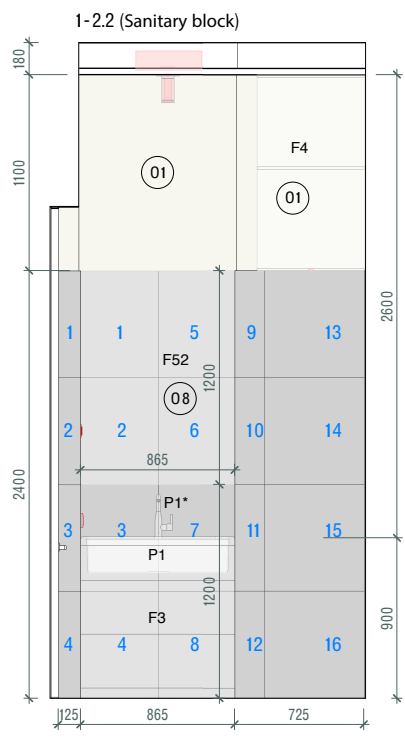 1-2.2 (Sanitary block)
180
F4
01
01
1100
2600
1 1 5 9 13
F52
1200
08
2 2 6 10 14
865
2400
P1*
3 3 7 11 15
P1
1200
900
F3
4 4 8 12 16
125 865 725